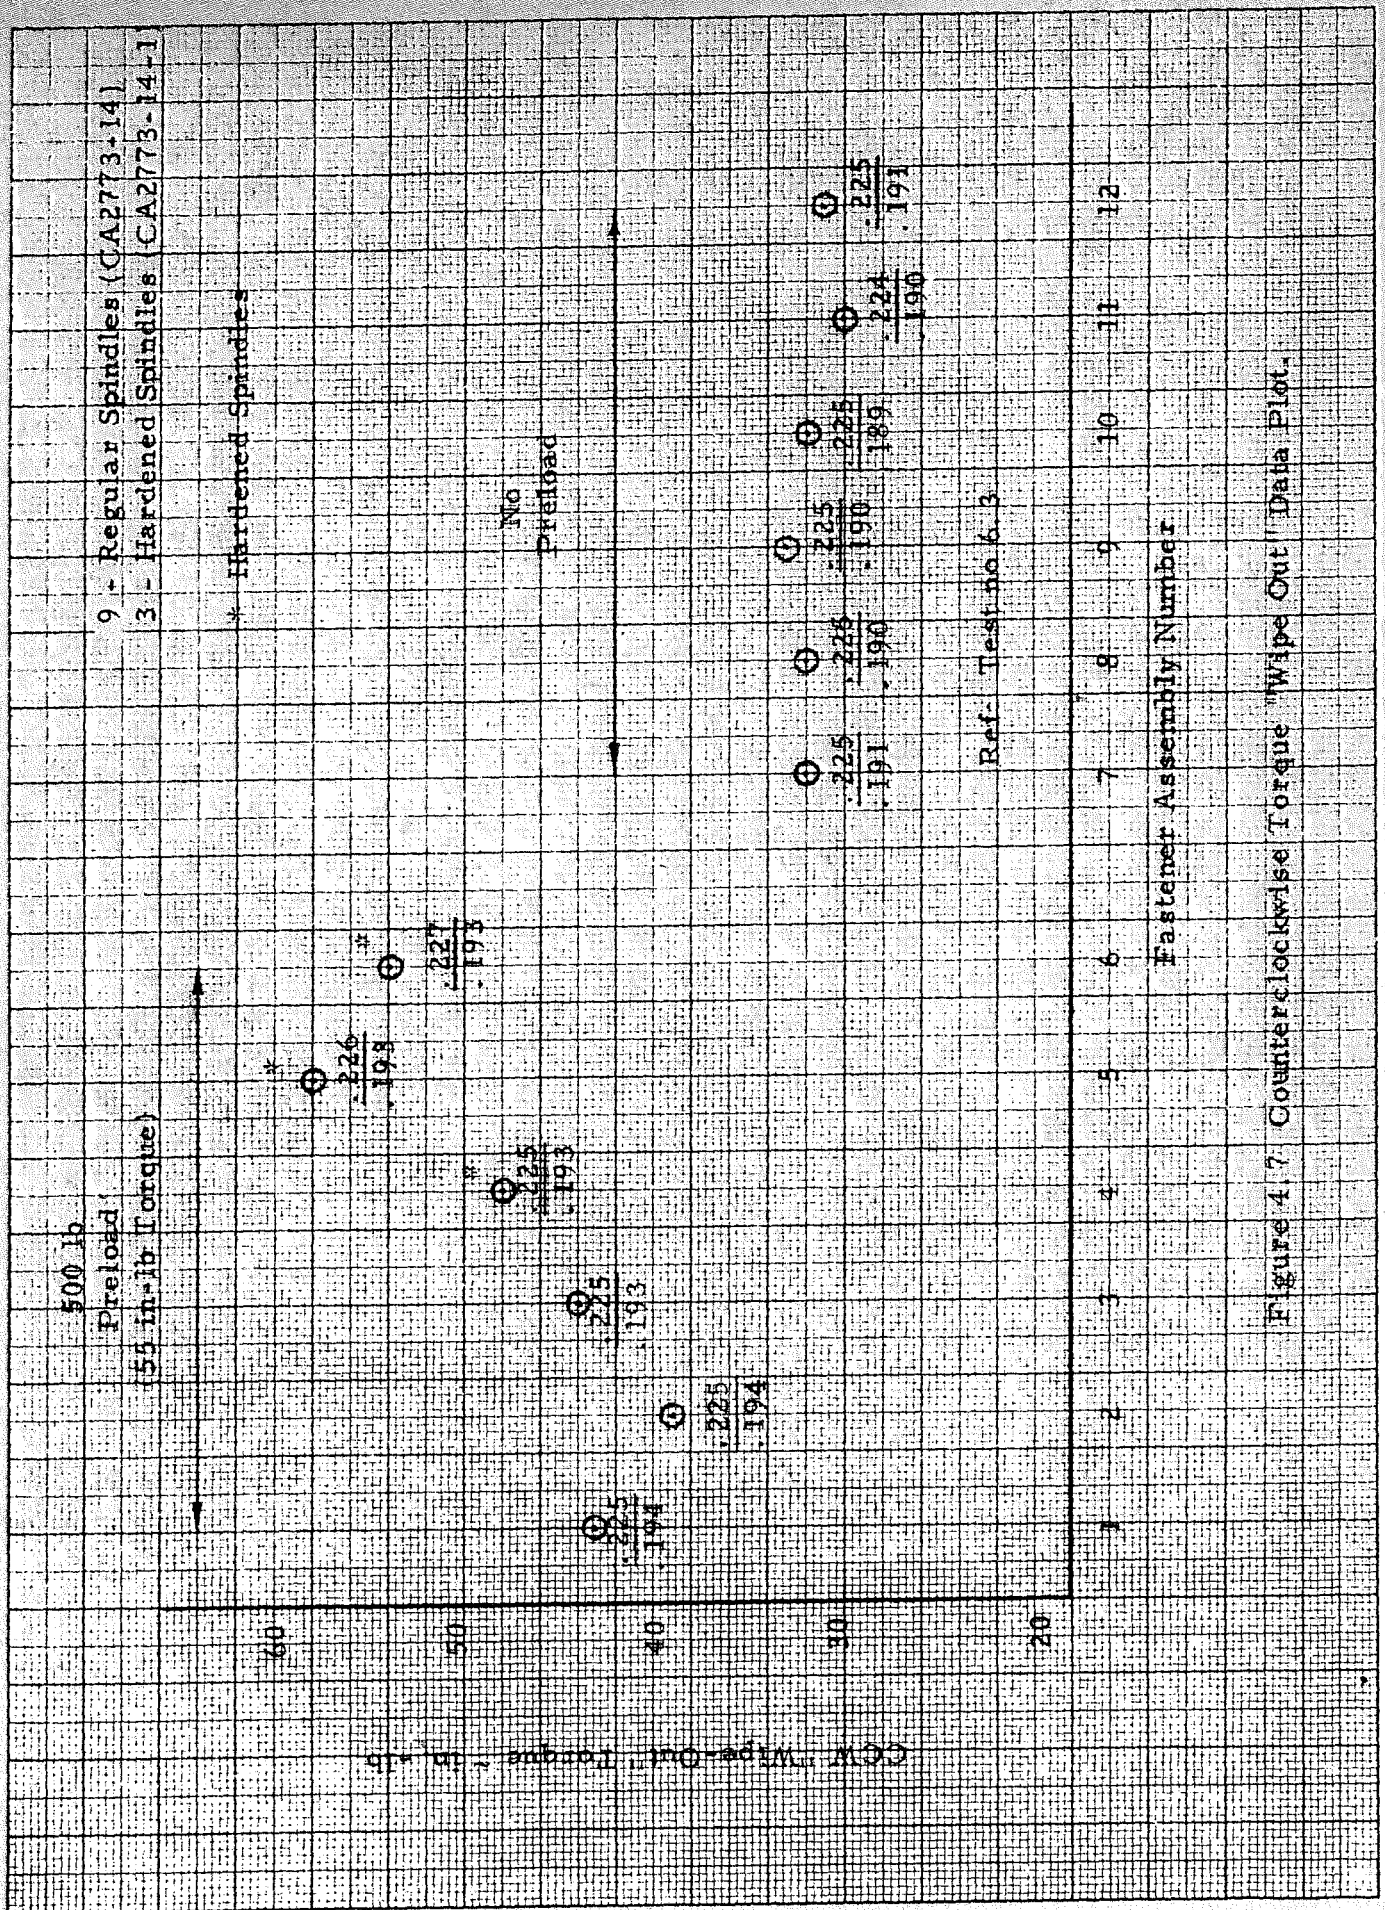 500 lb
Preload
(55 in-lb Torque)
9 - Regular Spindles (CA2773-14)
3 - Hardened Spindles (CA2773-14-1)
* Hardened Spindles
No
Preload
CCW "Wipe-Out" Torque ~ in.-lb
60
50
40
30
20
.225
.194
.225
.194
.225
.193
*
.225
.193
*
.226
.193
*
.227
.193
.225
.191
.226
.190
.225
.190
.225
.189
.224
.190
.225
.191
Ref- Test no 6.3
1 2 3 4 5 6 7 8 9 10 11 12
Fastener Assembly Number
Figure 4.7 Counterclockwise Torque "Wipe Out" Data Plot.